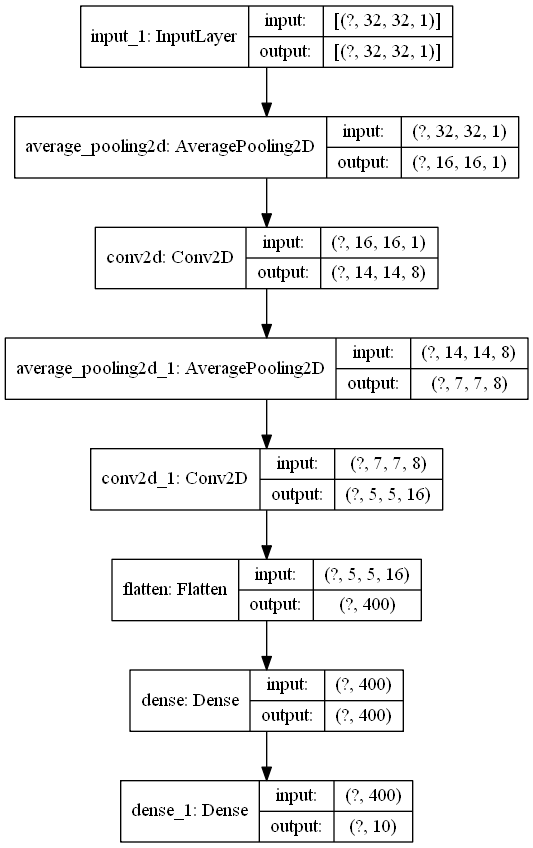 input_1: InputLayer
input: [(?, 32, 32, 1)]
output: [(?, 32, 32, 1)]
average_pooling2d: AveragePooling2D
input: (?, 32, 32, 1)
output: (?, 16, 16, 1)
conv2d: Conv2D
input: (?, 16, 16, 1)
output: (?, 14, 14, 8)
average_pooling2d_1: AveragePooling2D
input: (?, 14, 14, 8)
output: (?, 7, 7, 8)
conv2d_1: Conv2D
input: (?, 7, 7, 8)
output: (?, 5, 5, 16)
flatten: Flatten
input: (?, 5, 5, 16)
output: (?, 400)
dense: Dense
input: (?, 400)
output: (?, 400)
dense_1: Dense
input: (?, 400)
output: (?, 10)